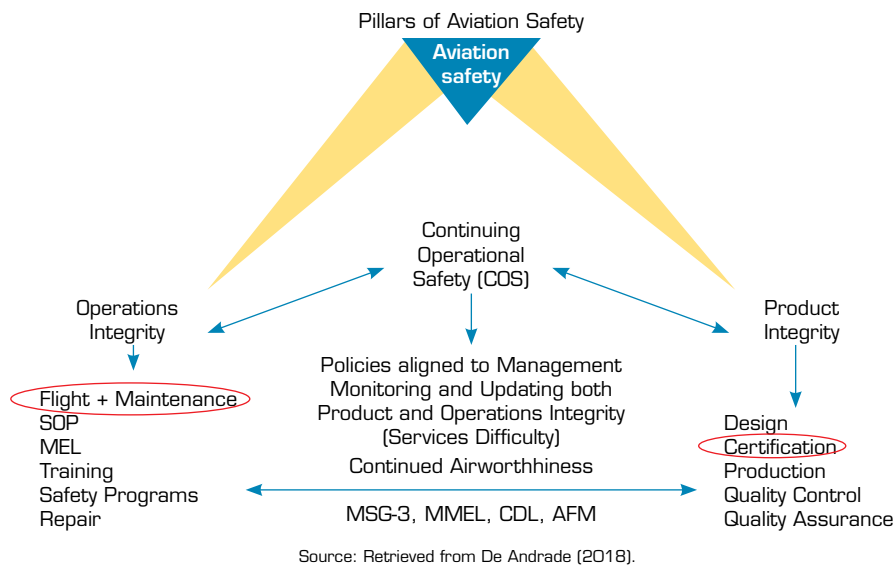 Pillars of Aviation Safety
Aviation
safety
Continuing
Operational
Safety (COS)
Operations
Integrity
Product
Integrity
Policies aligned to Management
Monitoring and Updating both
Product and Operations Integrity
(Services Difficulty)
Continued Airworthhiness
MSG-3, MMEL, CDL, AFM
Flight + Maintenance
SOP
MEL
Training
Safety Programs
Repair
Design
Certification
Production
Quality Control
Quality Assurance
Source: Retrieved from De Andrade (2018).